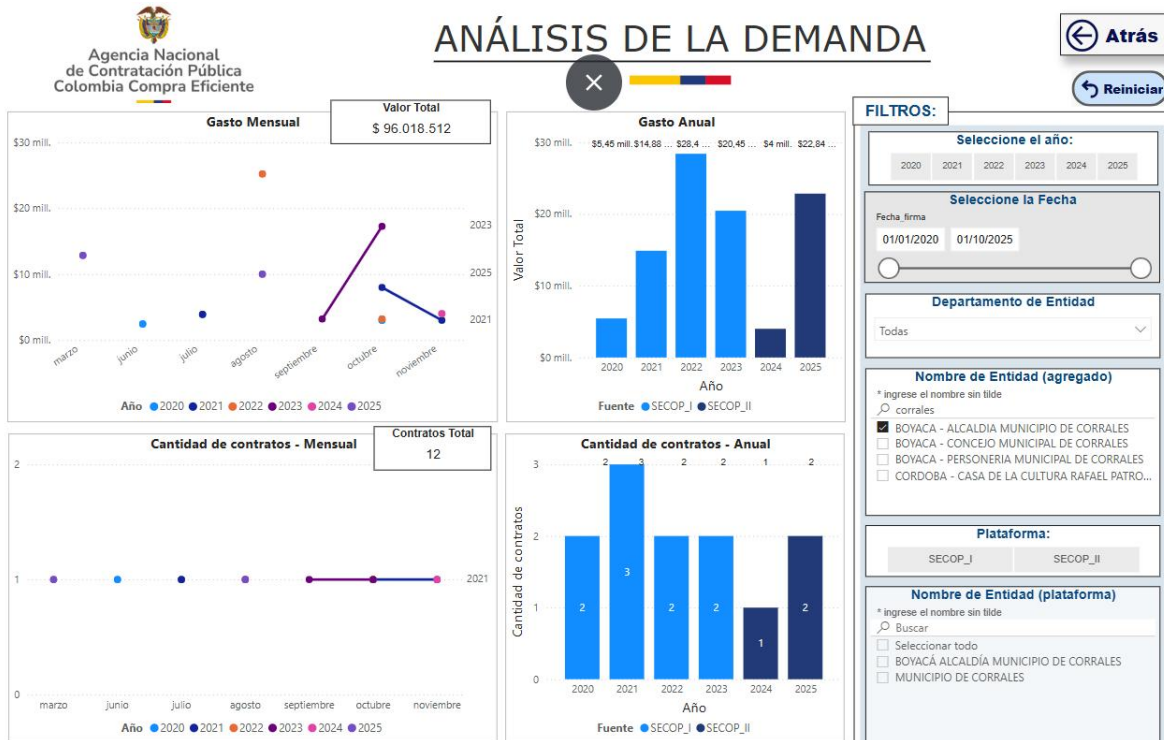 Agencia Nacional
de Contratación Pública
Colombia Compra Eficiente
ANÁLISIS DE LA DEMANDA
Atrás
Reiniciar
Valor Total
$ 96.018.512
Gasto Mensual
$30 mill.
$20 mill.
$10 mill.
$0 mill.
2023
2025
2021
marzo
junio
julio
agosto
septiembre
octubre
noviembre
Año 2020 2021 2022 2023 2024 2025
Gasto Anual
$5,45 mill. $14,88 ... $28,4 ... $20,45 ... $4 mill. $22,84 ...
Valor Total
$30 mill.
$20 mill.
$10 mill.
$0 mill.
2020 2021 2022 2023 2024 2025
Año
Fuente SECOP_I SECOP_II
Contratos Total
12
Cantidad de contratos - Mensual
2
1
0
2021
marzo junio julio agosto septiembre octubre noviembre
Año 2020 2021 2022 2023 2024 2025
Cantidad de contratos - Anual
2 3 2 2 1 2
Cantidad de contratos
3
2
1
0
2 3 2 2 1 2
2020 2021 2022 2023 2024 2025
Año
Fuente SECOP_I SECOP_II
FILTROS:
Seleccione el año:
2020 2021 2022 2023 2024 2025
Seleccione la Fecha
Fecha_firma
01/01/2020 01/10/2025
Departamento de Entidad
Todas
Nombre de Entidad (agregado)
* ingrese el nombre sin tilde
corrales
BOYACA - ALCALDIA MUNICIPIO DE CORRALES
BOYACA - CONCEJO MUNICIPAL DE CORRALES
BOYACA - PERSONERIA MUNICIPAL DE CORRALES
CORDOBA - CASA DE LA CULTURA RAFAEL PATRO...
Plataforma:
SECOP_I SECOP_II
Nombre de Entidad (plataforma)
* ingrese el nombre sin tilde
Buscar
Seleccionar todo
BOYACÁ ALCALDÍA MUNICIPIO DE CORRALES
MUNICIPIO DE CORRALES